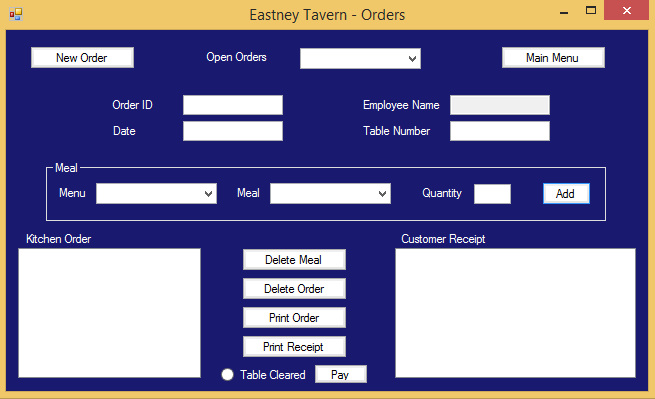 Eastney Tavern - Orders
New Order
Open Orders
Main Menu
Order ID
Employee Name
Date
Table Number
Meal
Menu
Meal
Quantity
Add
Kitchen Order
Customer Receipt
Delete Meal
Delete Order
Print Order
Print Receipt
Table Cleared
Pay